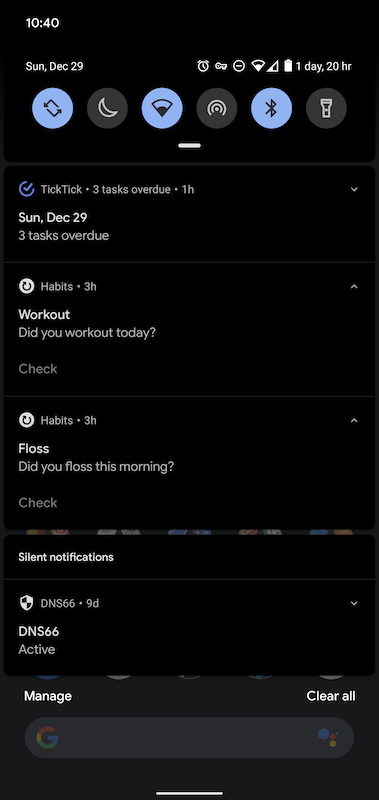 10:40
Sun, Dec 29
1 day, 20 hr
TickTick • 3 tasks overdue • 1h
Sun, Dec 29
3 tasks overdue
Habits • 3h
Workout
Did you workout today?
Check
Habits • 3h
Floss
Did you floss this morning?
Check
Silent notifications
DNS66 • 9d
DNS66
Active
Manage
Clear all